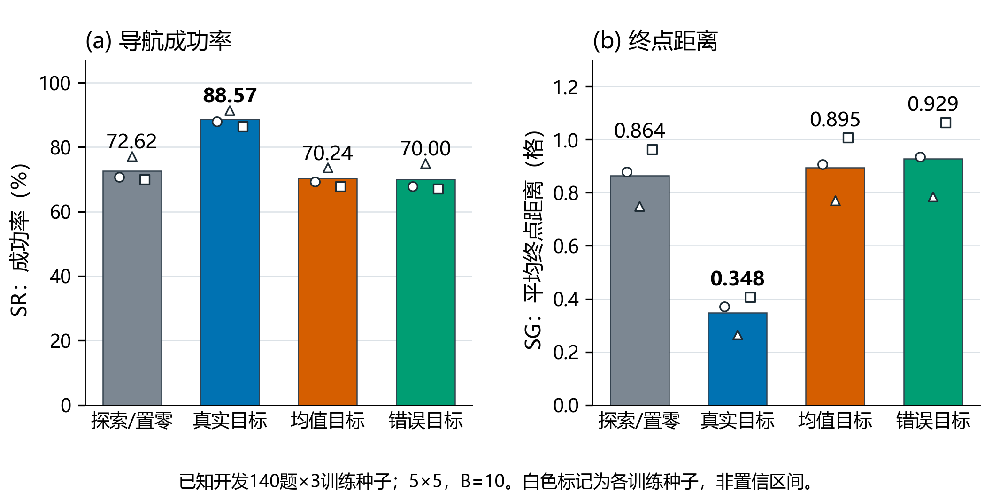 (a) 导航成功率
SR：成功率（%）
100
80
60
40
20
0
72.62
88.57
70.24
70.00
探索/置零
真实目标
均值目标
错误目标
(b) 终点距离
SG：平均终点距离（格）
1.2
1.0
0.8
0.6
0.4
0.2
0.0
0.864
0.348
0.895
0.929
探索/置零
真实目标
均值目标
错误目标
已知开发140题×3训练种子；5×5，B=10。白色标记为各训练种子，非置信区间。